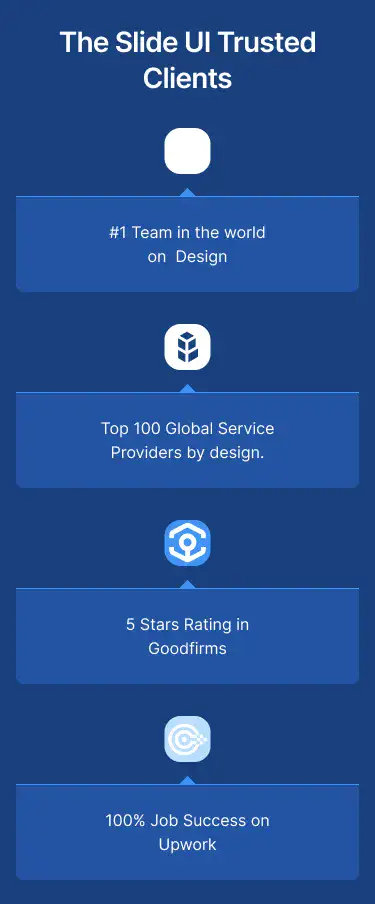 The Slide UI Trusted
Clients
#1 Team in the world
on  Design
Top 100 Global Service
Providers by design.
5 Stars Rating in
Goodfirms
100% Job Success on
Upwork